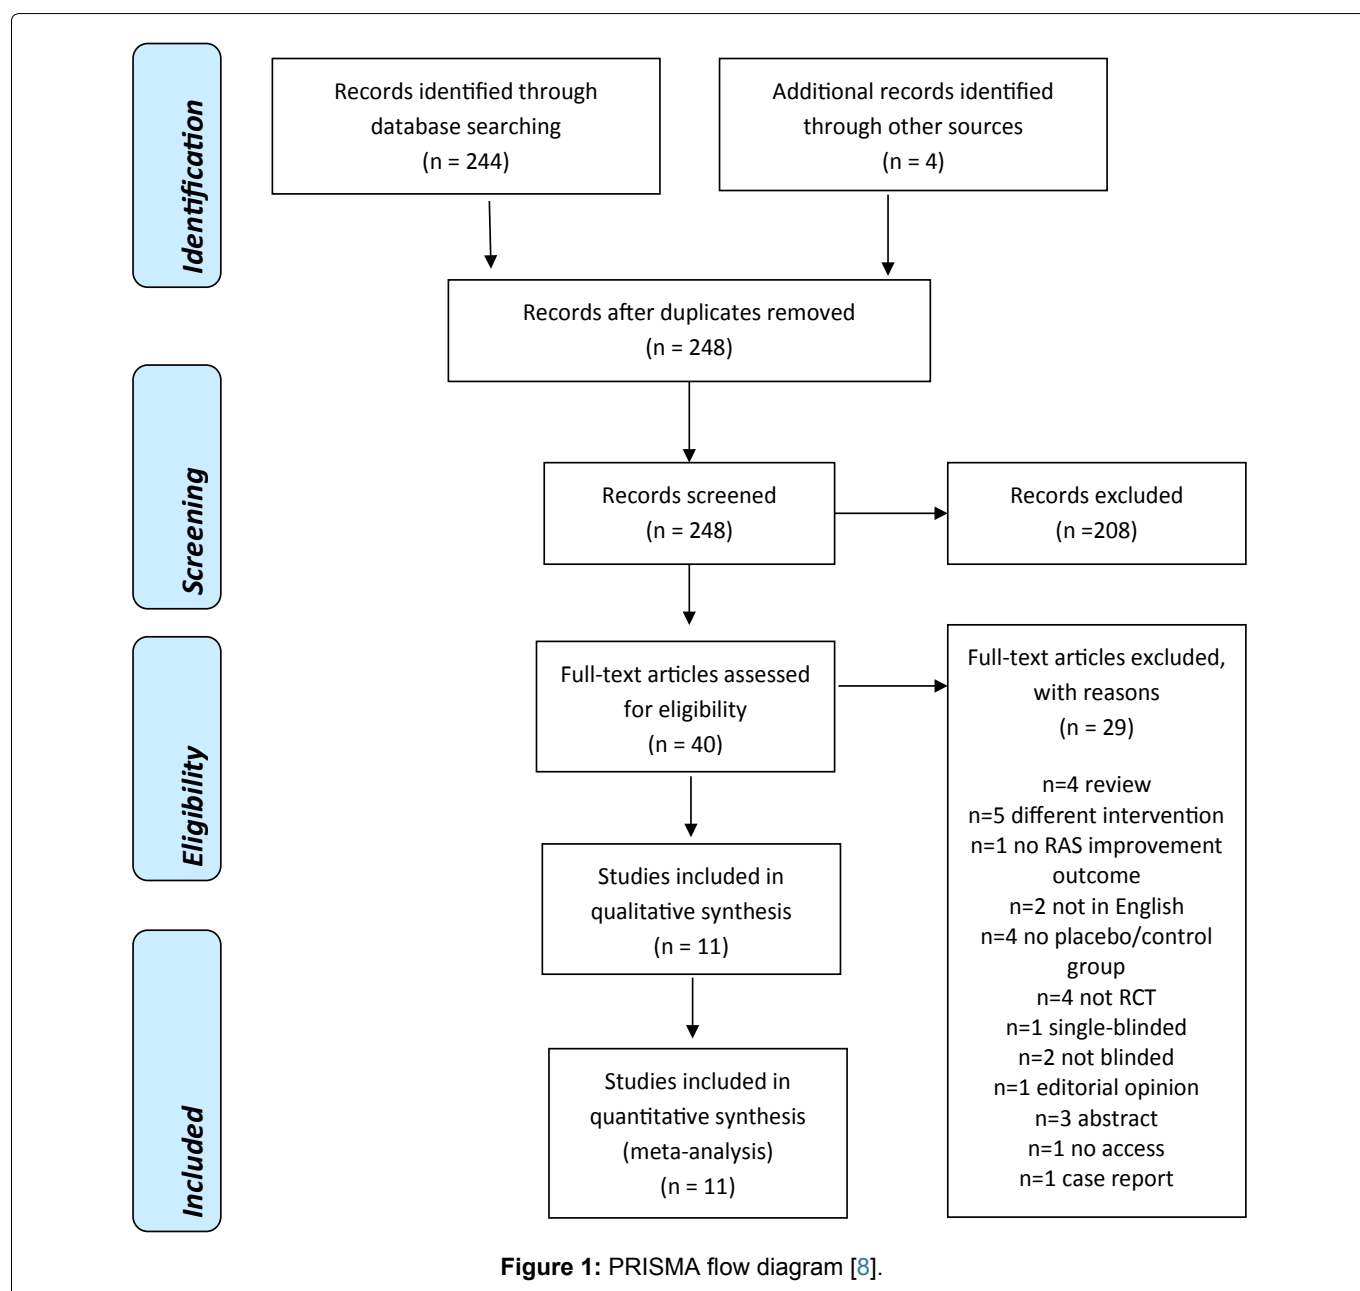 Identification
Records identified through
database searching
(n = 244)
Additional records identified
through other sources
(n = 4)
Records after duplicates removed
(n = 248)
Screening
Records screened
(n = 248)
Records excluded
(n =208)
Eligibility
Full-text articles assessed
for eligibility
(n = 40)
Full-text articles excluded,
with reasons
(n = 29)
n=4 review
n=5 different intervention
n=1 no RAS improvement
outcome
n=2 not in English
n=4 no placebo/control
group
n=4 not RCT
n=1 single-blinded
n=2 not blinded
n=1 editorial opinion
n=3 abstract
n=1 no access
n=1 case report
Studies included in
qualitative synthesis
(n = 11)
Included
Studies included in
quantitative synthesis
(meta-analysis)
(n = 11)
Figure 1: PRISMA flow diagram [8].